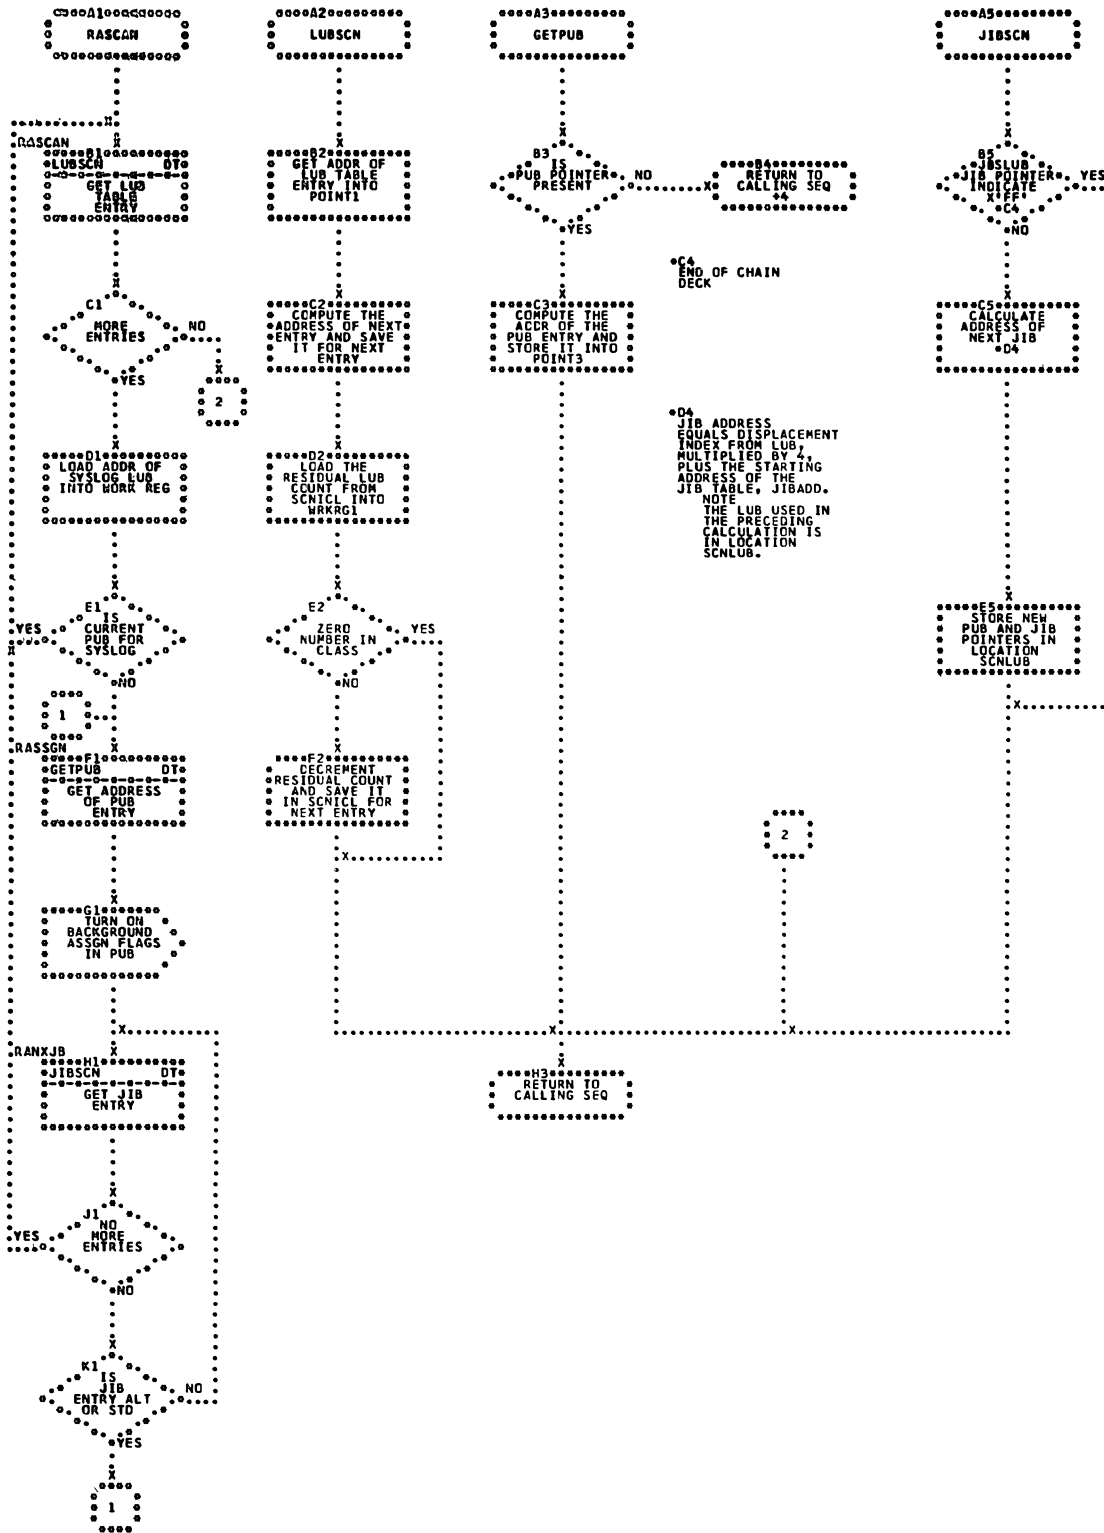 A1
RASCAN
A2
LUBSCN
A3
GETPUB
A5
JIBSCN
RASCAN
B1
LUBSCN DT
GET LUB
TABLE
ENTRY
B2
GET ADDR OF
LUB TABLE
ENTRY INTO
POINT1
B3
IS
PUB POINTER
PRESENT
NO
YES
B4
RETURN TO
CALLING SEQ
+4
B5
JBSLUB
JIB POINTER
INDICATE
X'FF'
*C4
YES
NO
*C4
END OF CHAIN
DECK
C1
MORE
ENTRIES
NO
YES
2
C2
COMPUTE THE
ADDRESS OF NEXT
ENTRY AND SAVE
IT FOR NEXT
ENTRY
C3
COMPUTE THE
ADDR OF THE
PUB ENTRY AND
STORE IT INTO
POINT3
C5
CALCULATE
ADDRESS OF
NEXT JIB
*D4
*D4
JIB ADDRESS
EQUALS DISPLACEMENT
INDEX FROM LUB,
MULTIPLIED BY 4,
PLUS THE STARTING
ADDRESS OF THE
JIB TABLE, JIBADD.
NOTE
THE LUB USED IN
THE PRECEDING
CALCULATION IS
IN LOCATION
SCNLUB.
D1
LOAD ADDR OF
SYSLOG LUB
INTO WORK REG
D2
LOAD THE
RESIDUAL LUB
COUNT FROM
SCNICL INTO
WRKRG1
E1
IS
CURRENT
PUB FOR
SYSLOG
YES
NO
E2
ZERO
NUMBER IN
CLASS
YES
NO
E5
STORE NEW
PUB AND JIB
POINTERS IN
LOCATION
SCNLUB
1
RASSGN
F1
GETPUB DT
GET ADDRESS
OF PUB
ENTRY
F2
DECREMENT
RESIDUAL COUNT
AND SAVE IT
IN SCNICL FOR
NEXT ENTRY
2
G1
TURN ON
BACKGROUND
ASSGN FLAGS
IN PUB
RANXJB
H1
JIBSCN DT
GET JIB
ENTRY
H3
RETURN TO
CALLING SEQ
J1
NO
MORE
ENTRIES
YES
NO
K1
IS
JIB
ENTRY ALT
OR STD
NO
YES
1